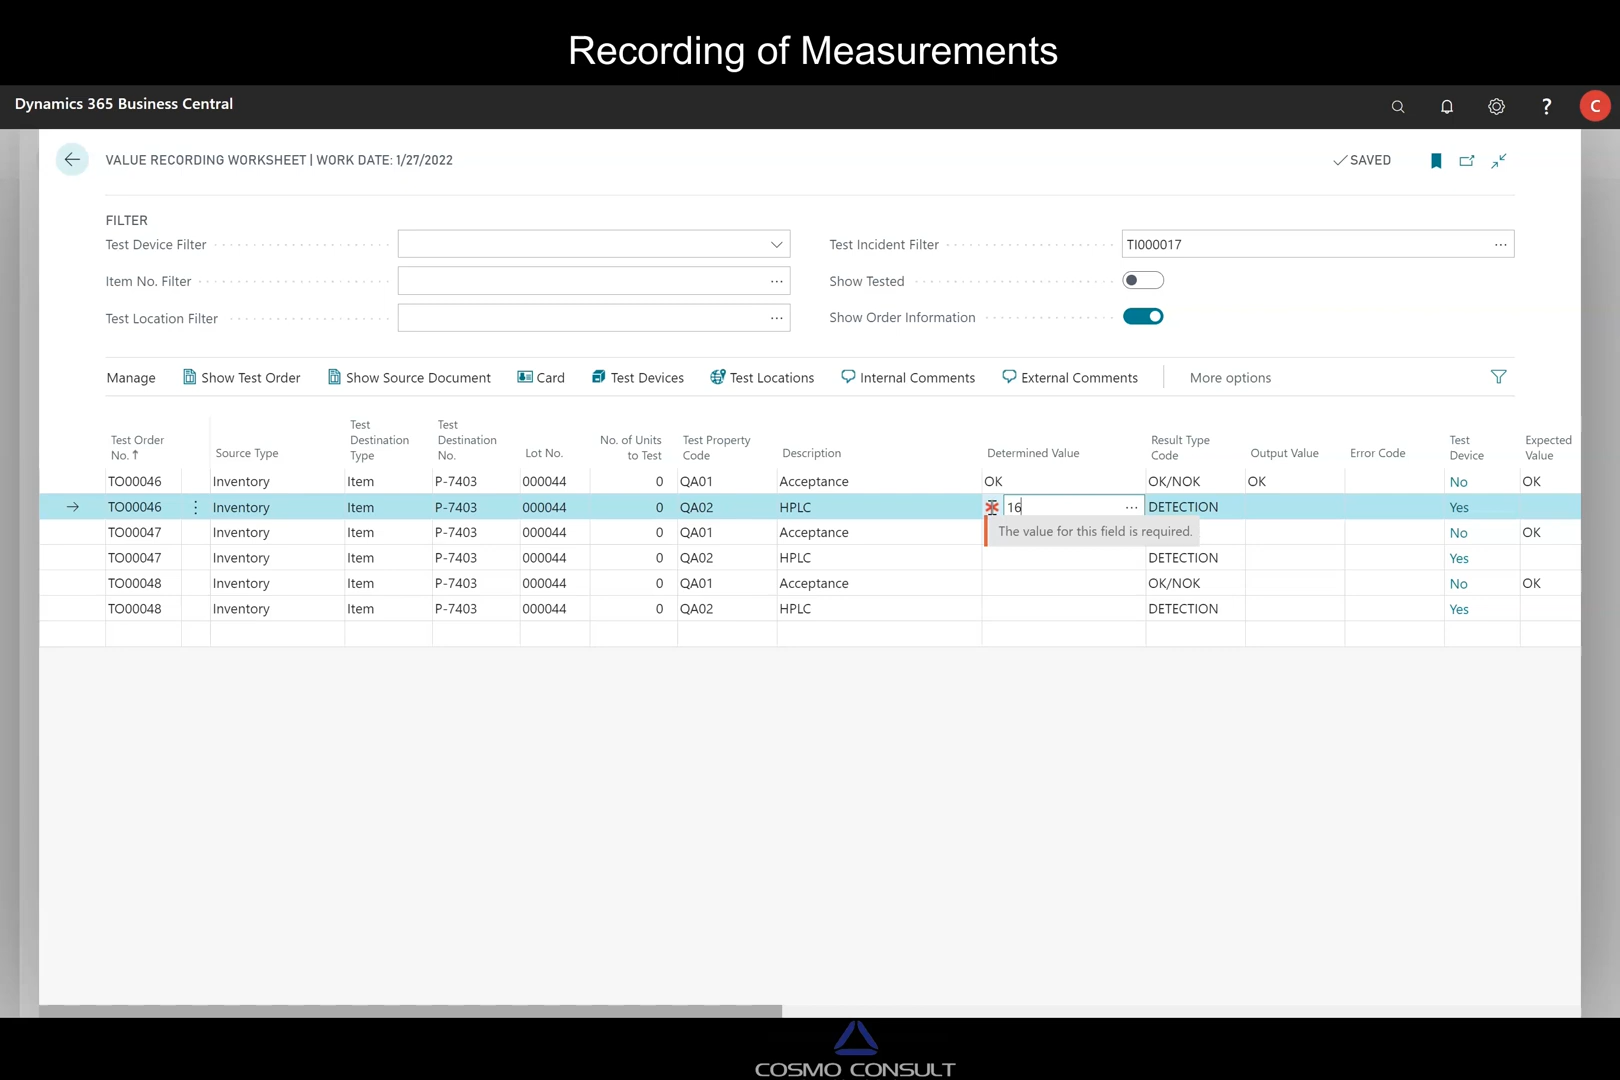 Recording of Measurements
Dynamics 365 Business Central
?
C
VALUE RECORDING WORKSHEET | WORK DATE: 1/27/2022
SAVED
FILTER
Test Device Filter
Test Incident Filter TI000017 ...
Item No. Filter ...
Show Tested
Test Location Filter ...
Show Order Information
Manage Show Test Order Show Source Document Card Test Devices Test Locations Internal Comments External Comments More options
Test Order No. ↑ Source Type Test Destination Type Test Destination No. Lot No. No. of Units to Test Test Property Code Description Determined Value Result Type Code Output Value Error Code Test Device Expected Value
TO00046 Inventory Item P-7403 000044 0 QA01 Acceptance OK OK/NOK OK No OK
→ TO00046 Inventory Item P-7403 000044 0 QA02 HPLC * 16 ... DETECTION Yes
The value for this field is required.
TO00047 Inventory Item P-7403 000044 0 QA01 Acceptance No OK
TO00047 Inventory Item P-7403 000044 0 QA02 HPLC DETECTION Yes
TO00048 Inventory Item P-7403 000044 0 QA01 Acceptance OK/NOK No OK
TO00048 Inventory Item P-7403 000044 0 QA02 HPLC DETECTION Yes
COSMO CONSULT